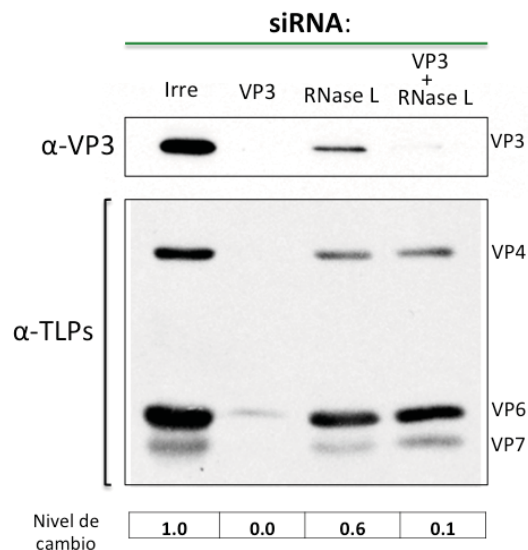 siRNA:
Irre VP3 RNase L VP3
+
RNase L
α-VP3 VP3
VP4
α-TLPs
VP6
VP7
Nivel de
cambio
1.0 0.0 0.6 0.1